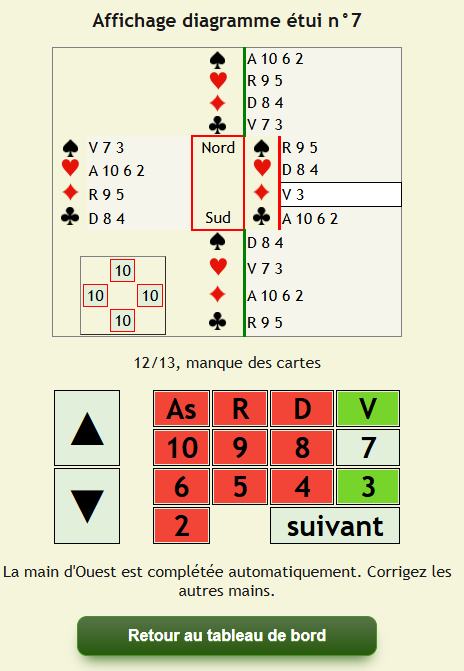 Affichage diagramme étui n°7
A 10 6 2
R 9 5
D 8 4
V 7 3
V 7 3
A 10 6 2
R 9 5
D 8 4
Nord
Sud
R 9 5
D 8 4
V 3
A 10 6 2
D 8 4
V 7 3
A 10 6 2
R 9 5
10
10 10
10
12/13, manque des cartes
As R D V
10 9 8 7
6 5 4 3
2 suivant
La main d'Ouest est complétée automatiquement. Corrigez les
autres mains.
Retour au tableau de bord